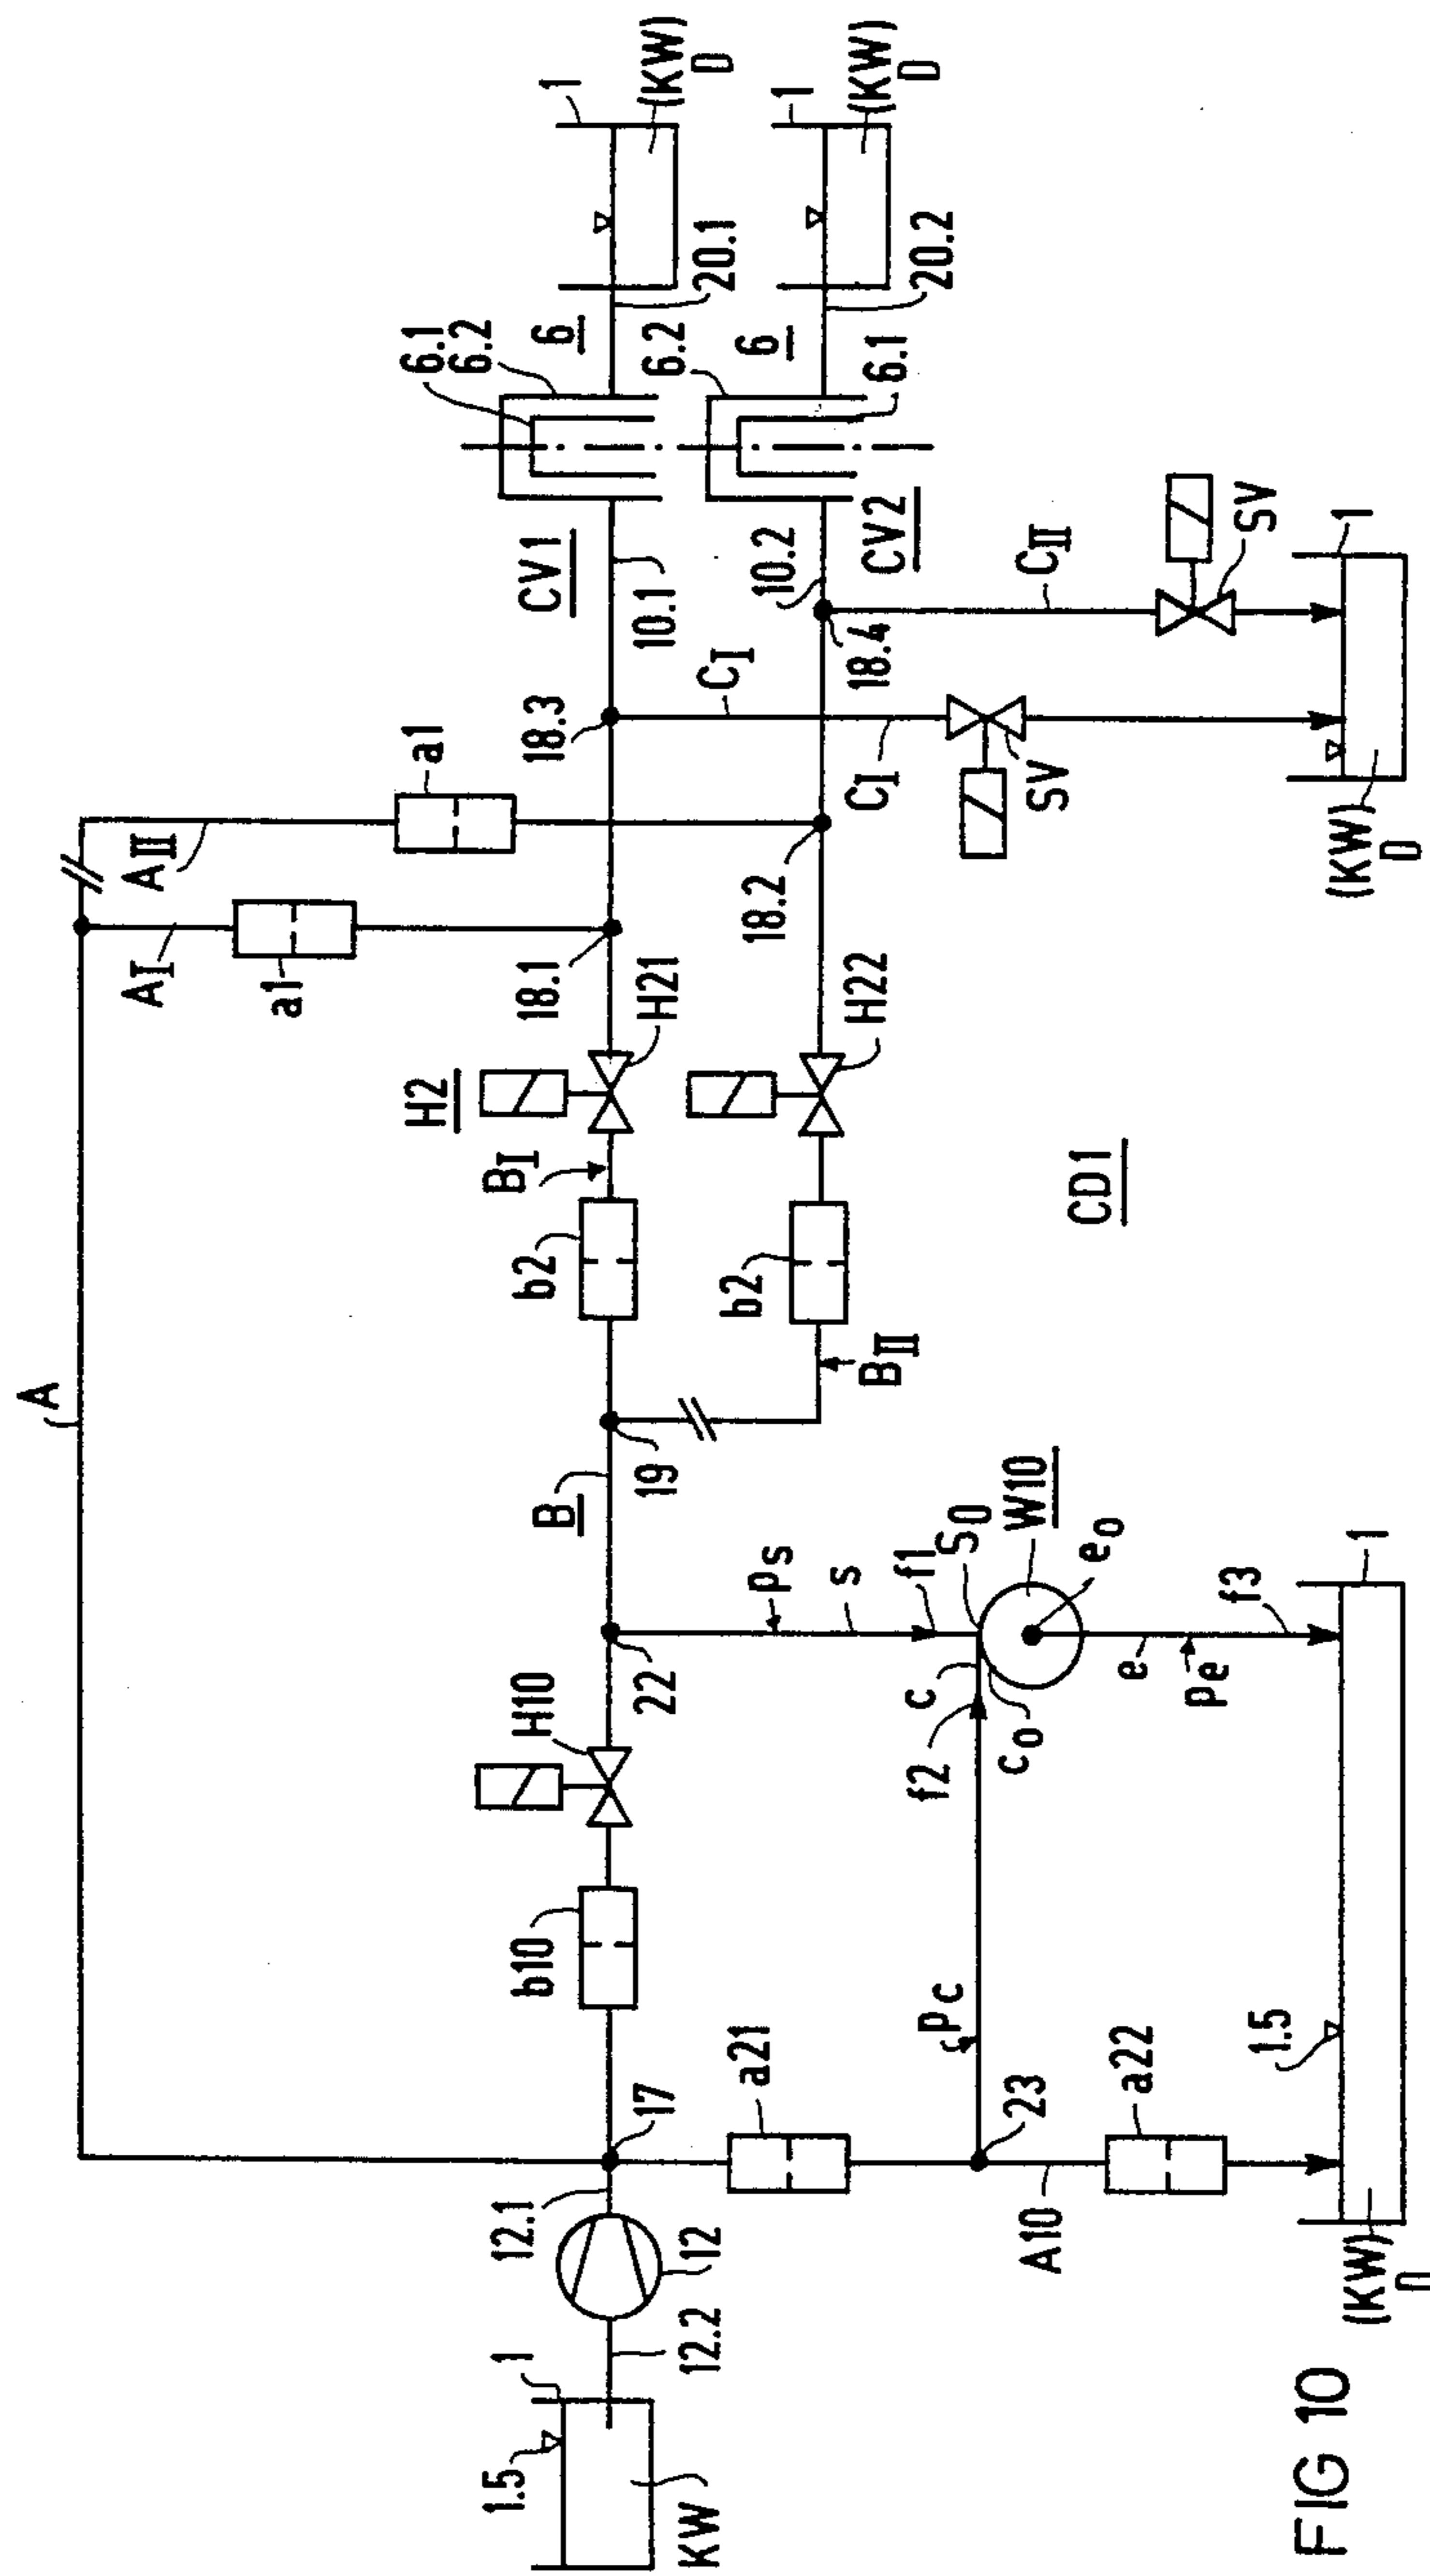 A
AI
AII
a1
a1
1
(KW)
D
1
(KW)
D
6.1
6.2
6
20.1
6.2
6
6.1
20.2
CV1
10.1
CV2
10.2
18.3
18.4
CI
CI
CII
SV
SV
1
(KW)
D
18.1
18.2
H2
H21
H22
BI
BII
b2
b2
CD1
B
19
22
H10
b10
ps
s
f1
S0
W10
e0
c
c0
f2
e
pe
f3
1
pc
17
a21
23
a22
A10
1.5
(KW)
D
12.1
12
12.2
1
1.5
KW
FIG 10